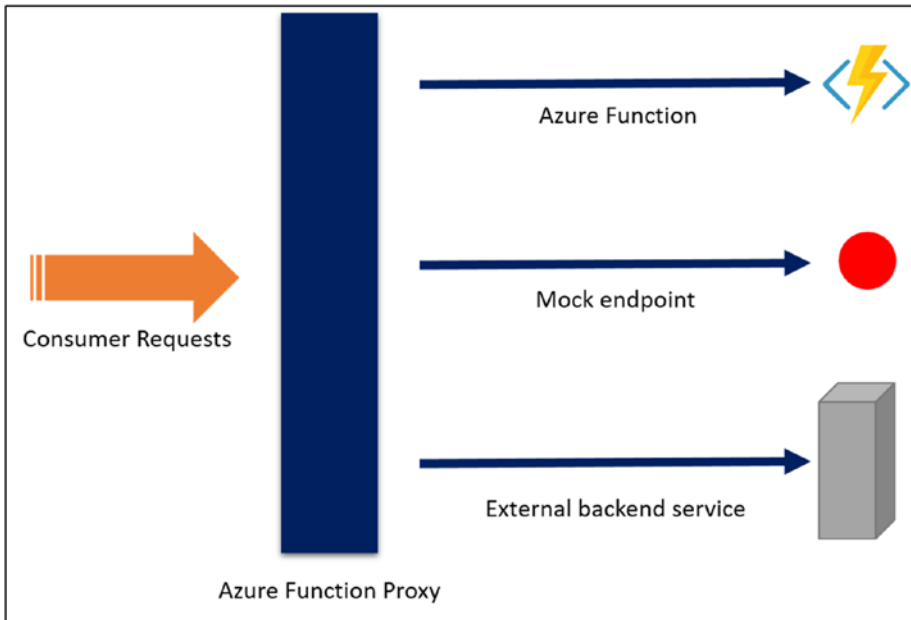 Azure Function
Mock endpoint
Consumer Requests
External backend service
Azure Function Proxy